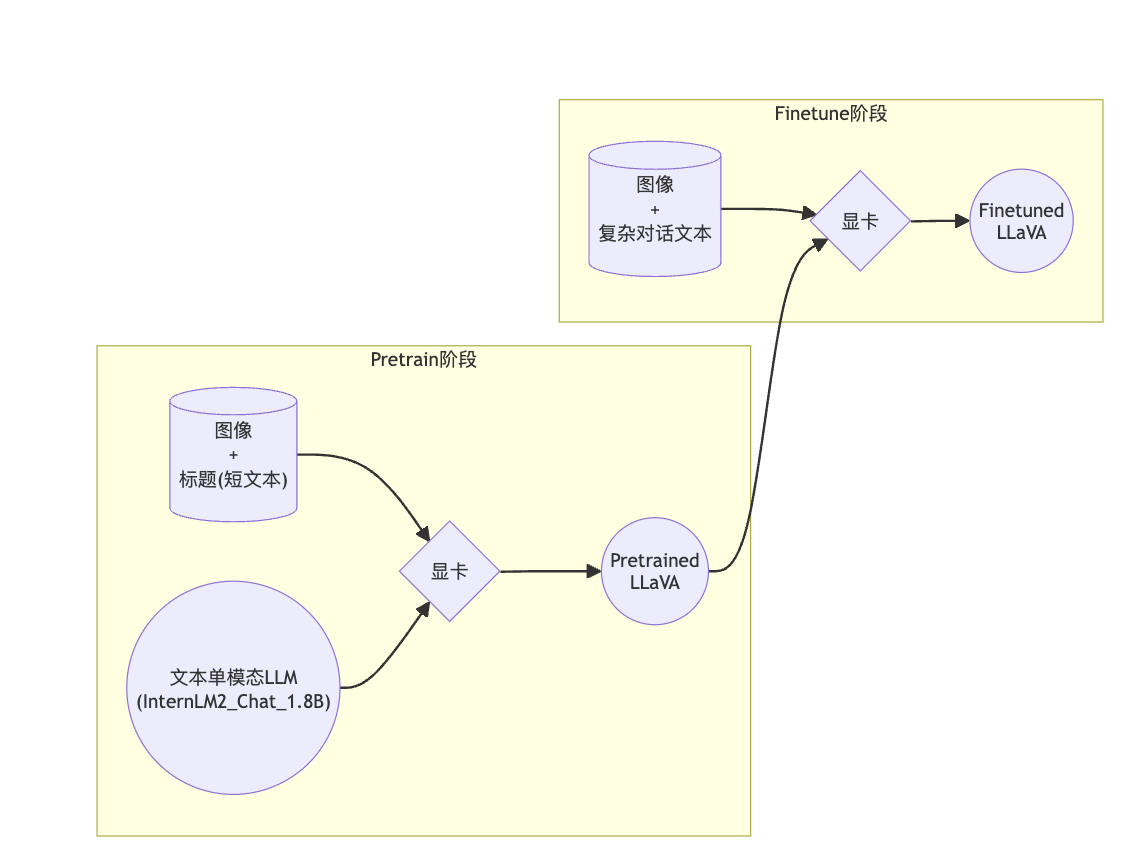 Finetune阶段
图像
+
复杂对话文本
显卡
Finetuned
LLaVA
Pretrain阶段
图像
+
标题(短文本)
显卡
Pretrained
LLaVA
文本单模态LLM
(InternLM2_Chat_1.8B)